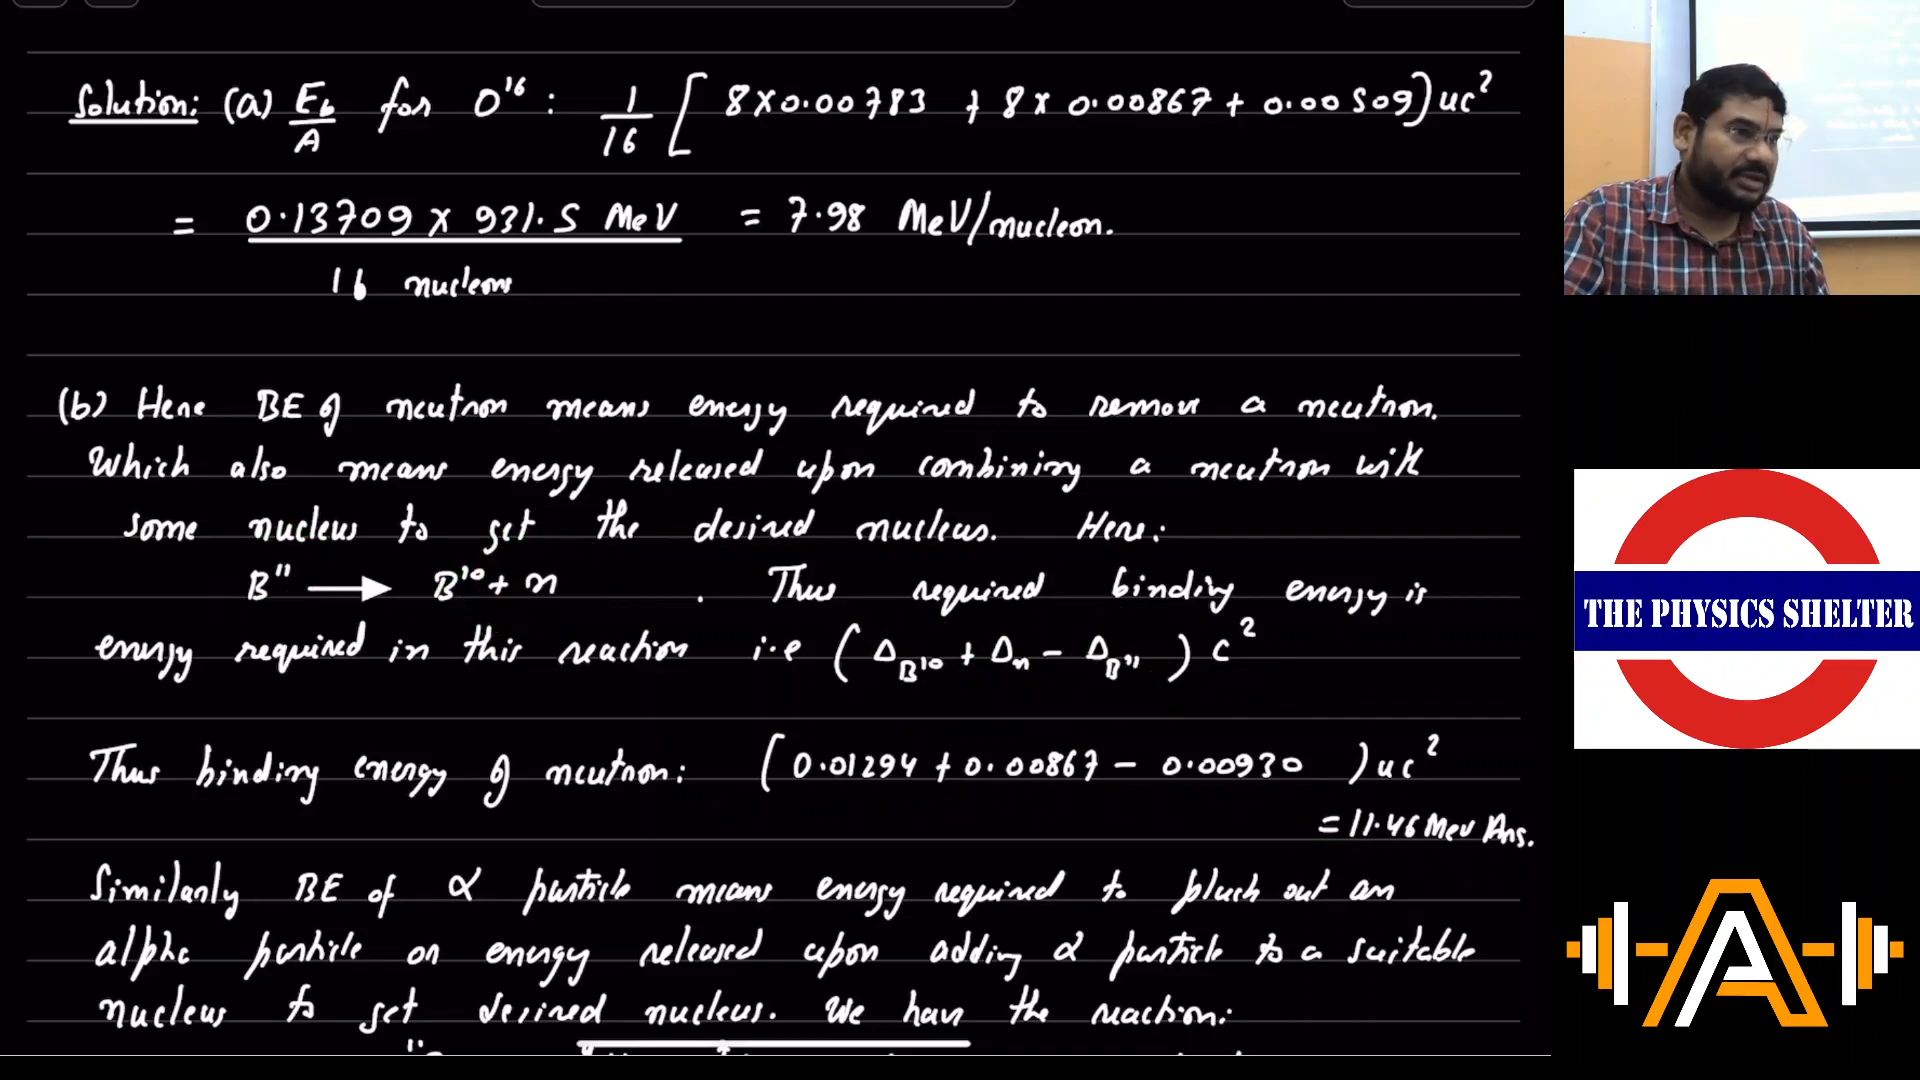 Solution: (a) E_b/A for O^16 : 1/16 [ 8×0.00783 + 8× 0.00867 + 0.00509) uc²
= 0.13709 × 931.5 MeV / 16 nucleons = 7.98 MeV/nucleon.
(b) Here BE of neutron means energy required to remove a neutron.
Which also means energy released upon combining a neutron with
some nucleus to get the desired nucleus. Here:
B^11 → B^10 + n . Thus required binding energy is
energy required in this reaction i.e (Δ_B^10 + Δ_n − Δ_B^11 ) c²
Thus binding energy of neutron: (0.01294 + 0.00867 − 0.00930 ) uc²
= 11.46 Mev Ans.
Similarly BE of α particle means energy required to pluck out an
alpha particle or energy released upon adding α particle to a suitable
nucleus to get desired nucleus. We have the reaction:
THE PHYSICS SHELTER